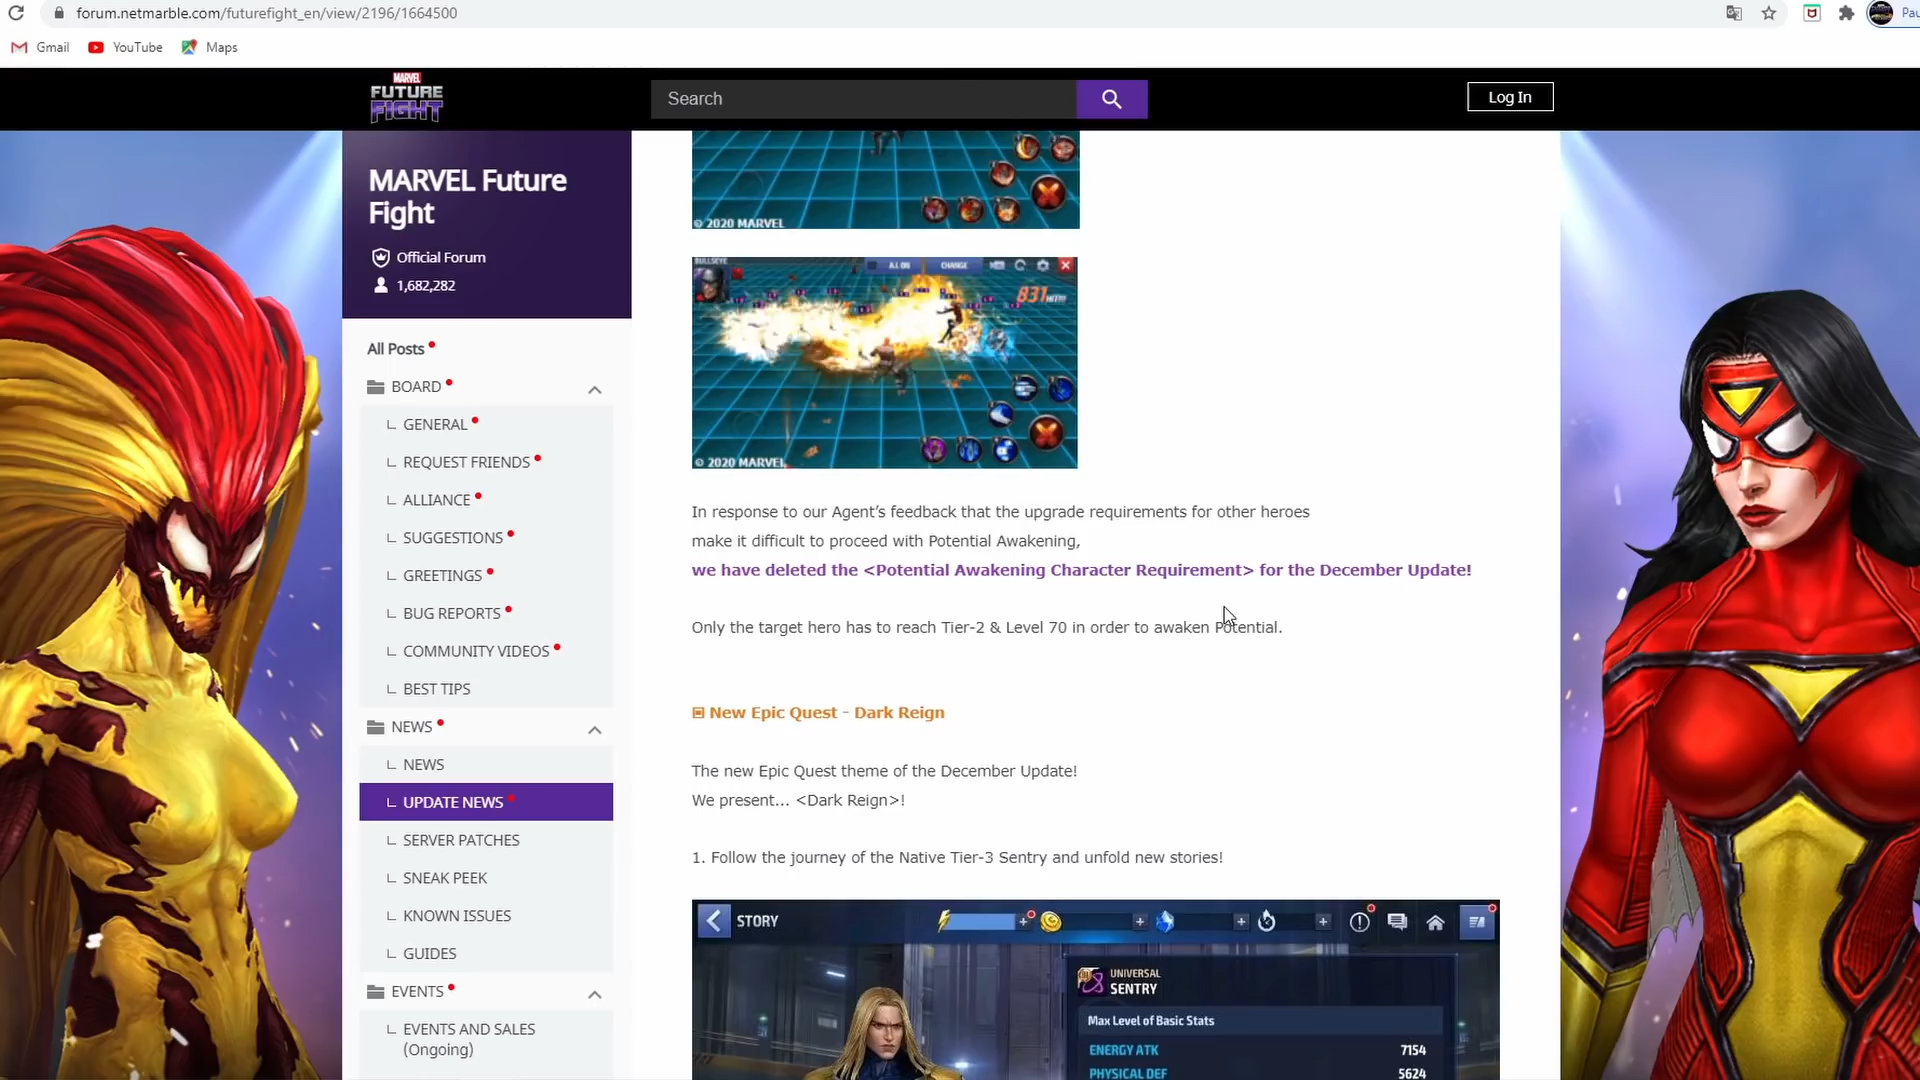 forum.netmarble.com/futurefight_en/view/2196/1664500
Pau
Gmail
YouTube
Maps
MARVEL
FUTURE
FIGHT
Search
Log In
MARVEL Future
Fight
Official Forum
1,682,282
All Posts
BOARD
GENERAL
REQUEST FRIENDS
ALLIANCE
SUGGESTIONS
GREETINGS
BUG REPORTS
COMMUNITY VIDEOS
BEST TIPS
NEWS
NEWS
UPDATE NEWS
SERVER PATCHES
SNEAK PEEK
KNOWN ISSUES
GUIDES
EVENTS
EVENTS AND SALES
(Ongoing)
© 2020 MARVEL
BULLSEYE
A.I. ON
CHANGE
831 HIT
© 2020 MARVEL
In response to our Agent's feedback that the upgrade requirements for other heroes
make it difficult to proceed with Potential Awakening,
we have deleted the <Potential Awakening Character Requirement> for the December Update!
Only the target hero has to reach Tier-2 & Level 70 in order to awaken Potential.
▣ New Epic Quest – Dark Reign
The new Epic Quest theme of the December Update!
We present... <Dark Reign>!
1. Follow the journey of the Native Tier-3 Sentry and unfold new stories!
STORY
UNIVERSAL
SENTRY
Max Level of Basic Stats
ENERGY ATK 7154
PHYSICAL DEF 5624